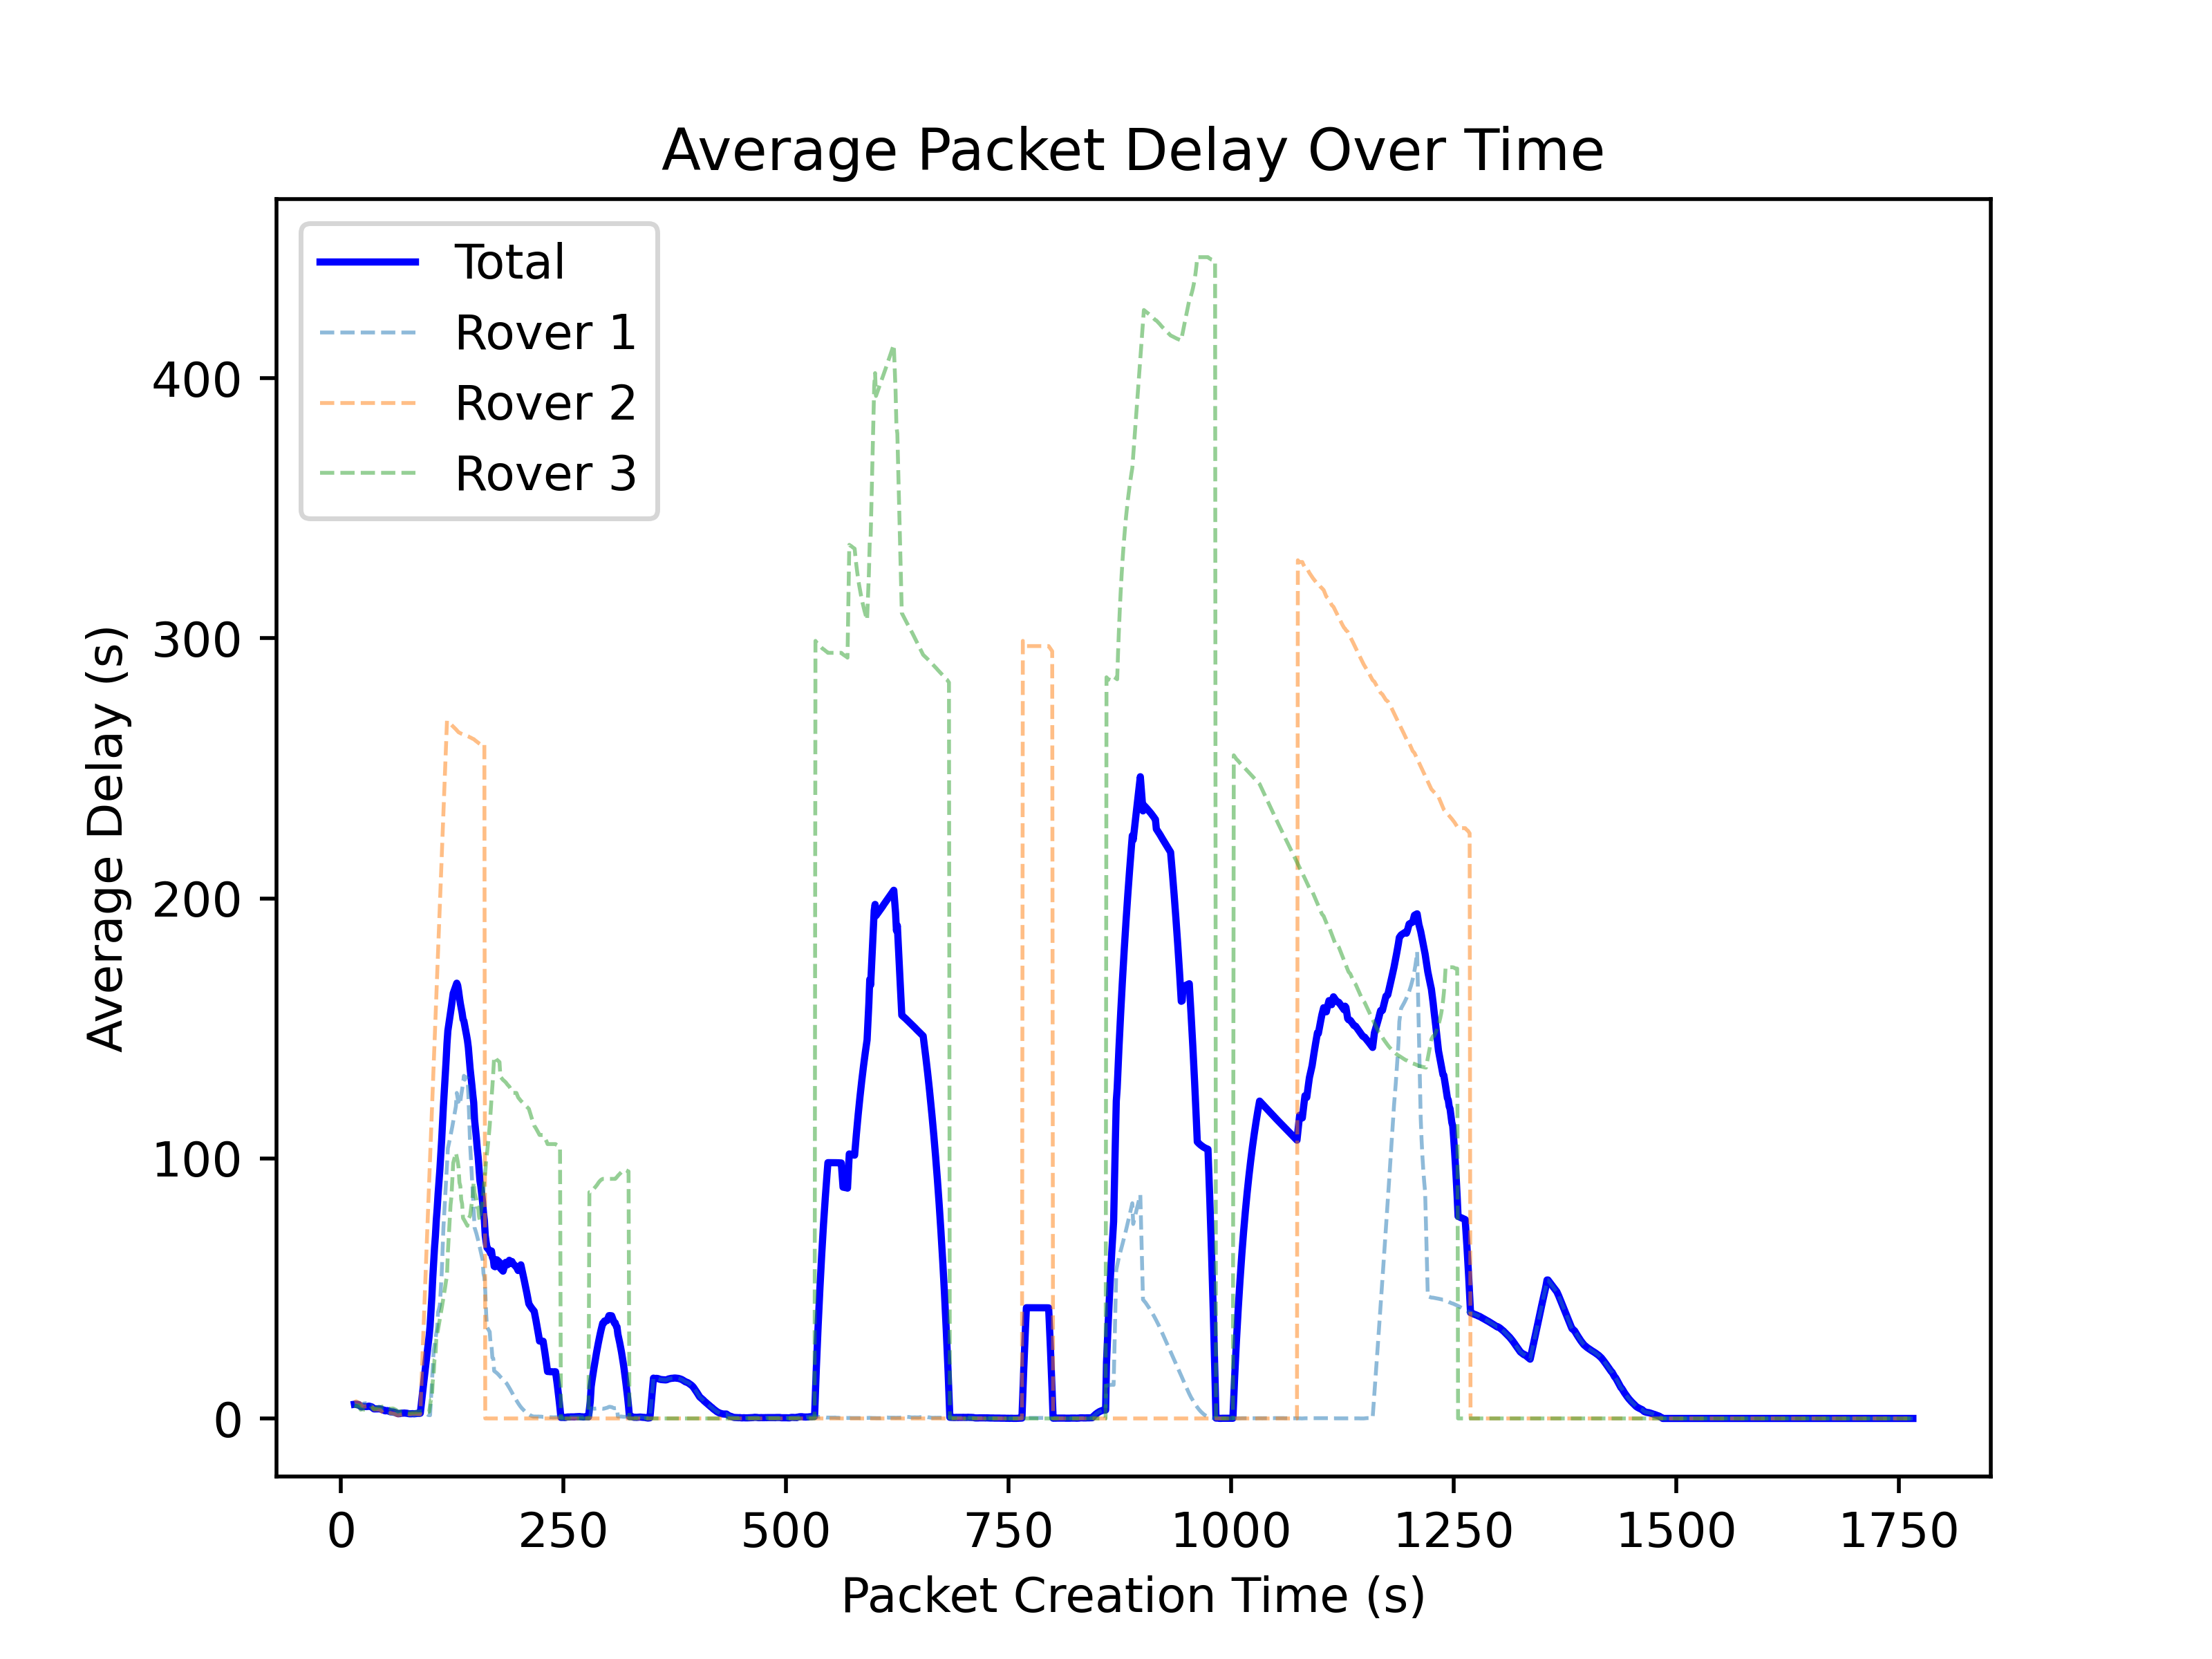 Average Packet Delay Over Time
Total
Rover 1
Rover 2
Rover 3
400
300
200
100
0
Average Delay (s)
0 250 500 750 1000 1250 1500 1750
Packet Creation Time (s)